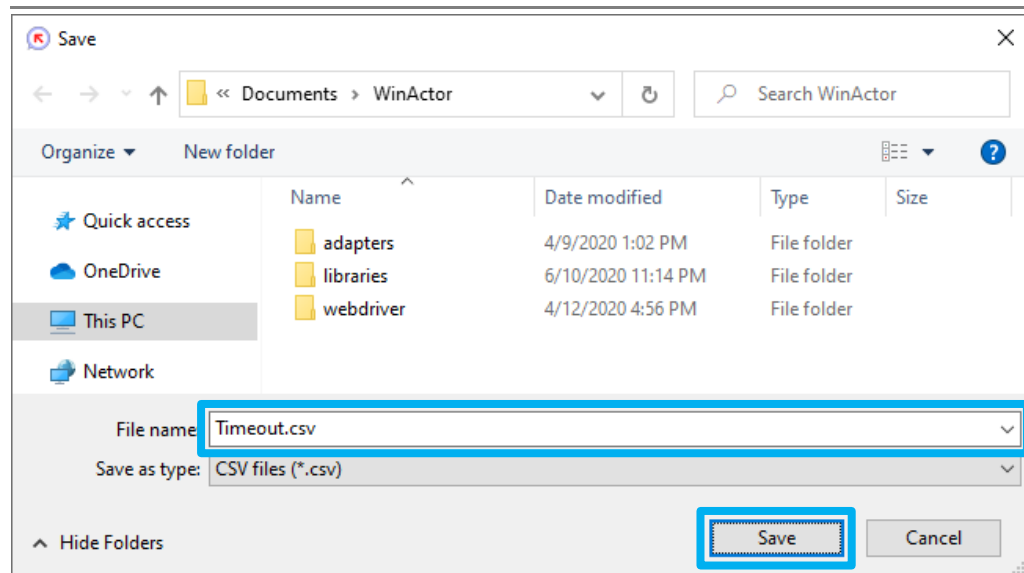 Save
« Documents > WinActor
Search WinActor
Organize
New folder
?
Name Date modified Type Size
Quick access
OneDrive
This PC
Network
adapters 4/9/2020 1:02 PM File folder
libraries 6/10/2020 11:14 PM File folder
webdriver 4/12/2020 4:56 PM File folder
File name Timeout.csv
Save as type: CSV files (*.csv)
Hide Folders
Save
Cancel